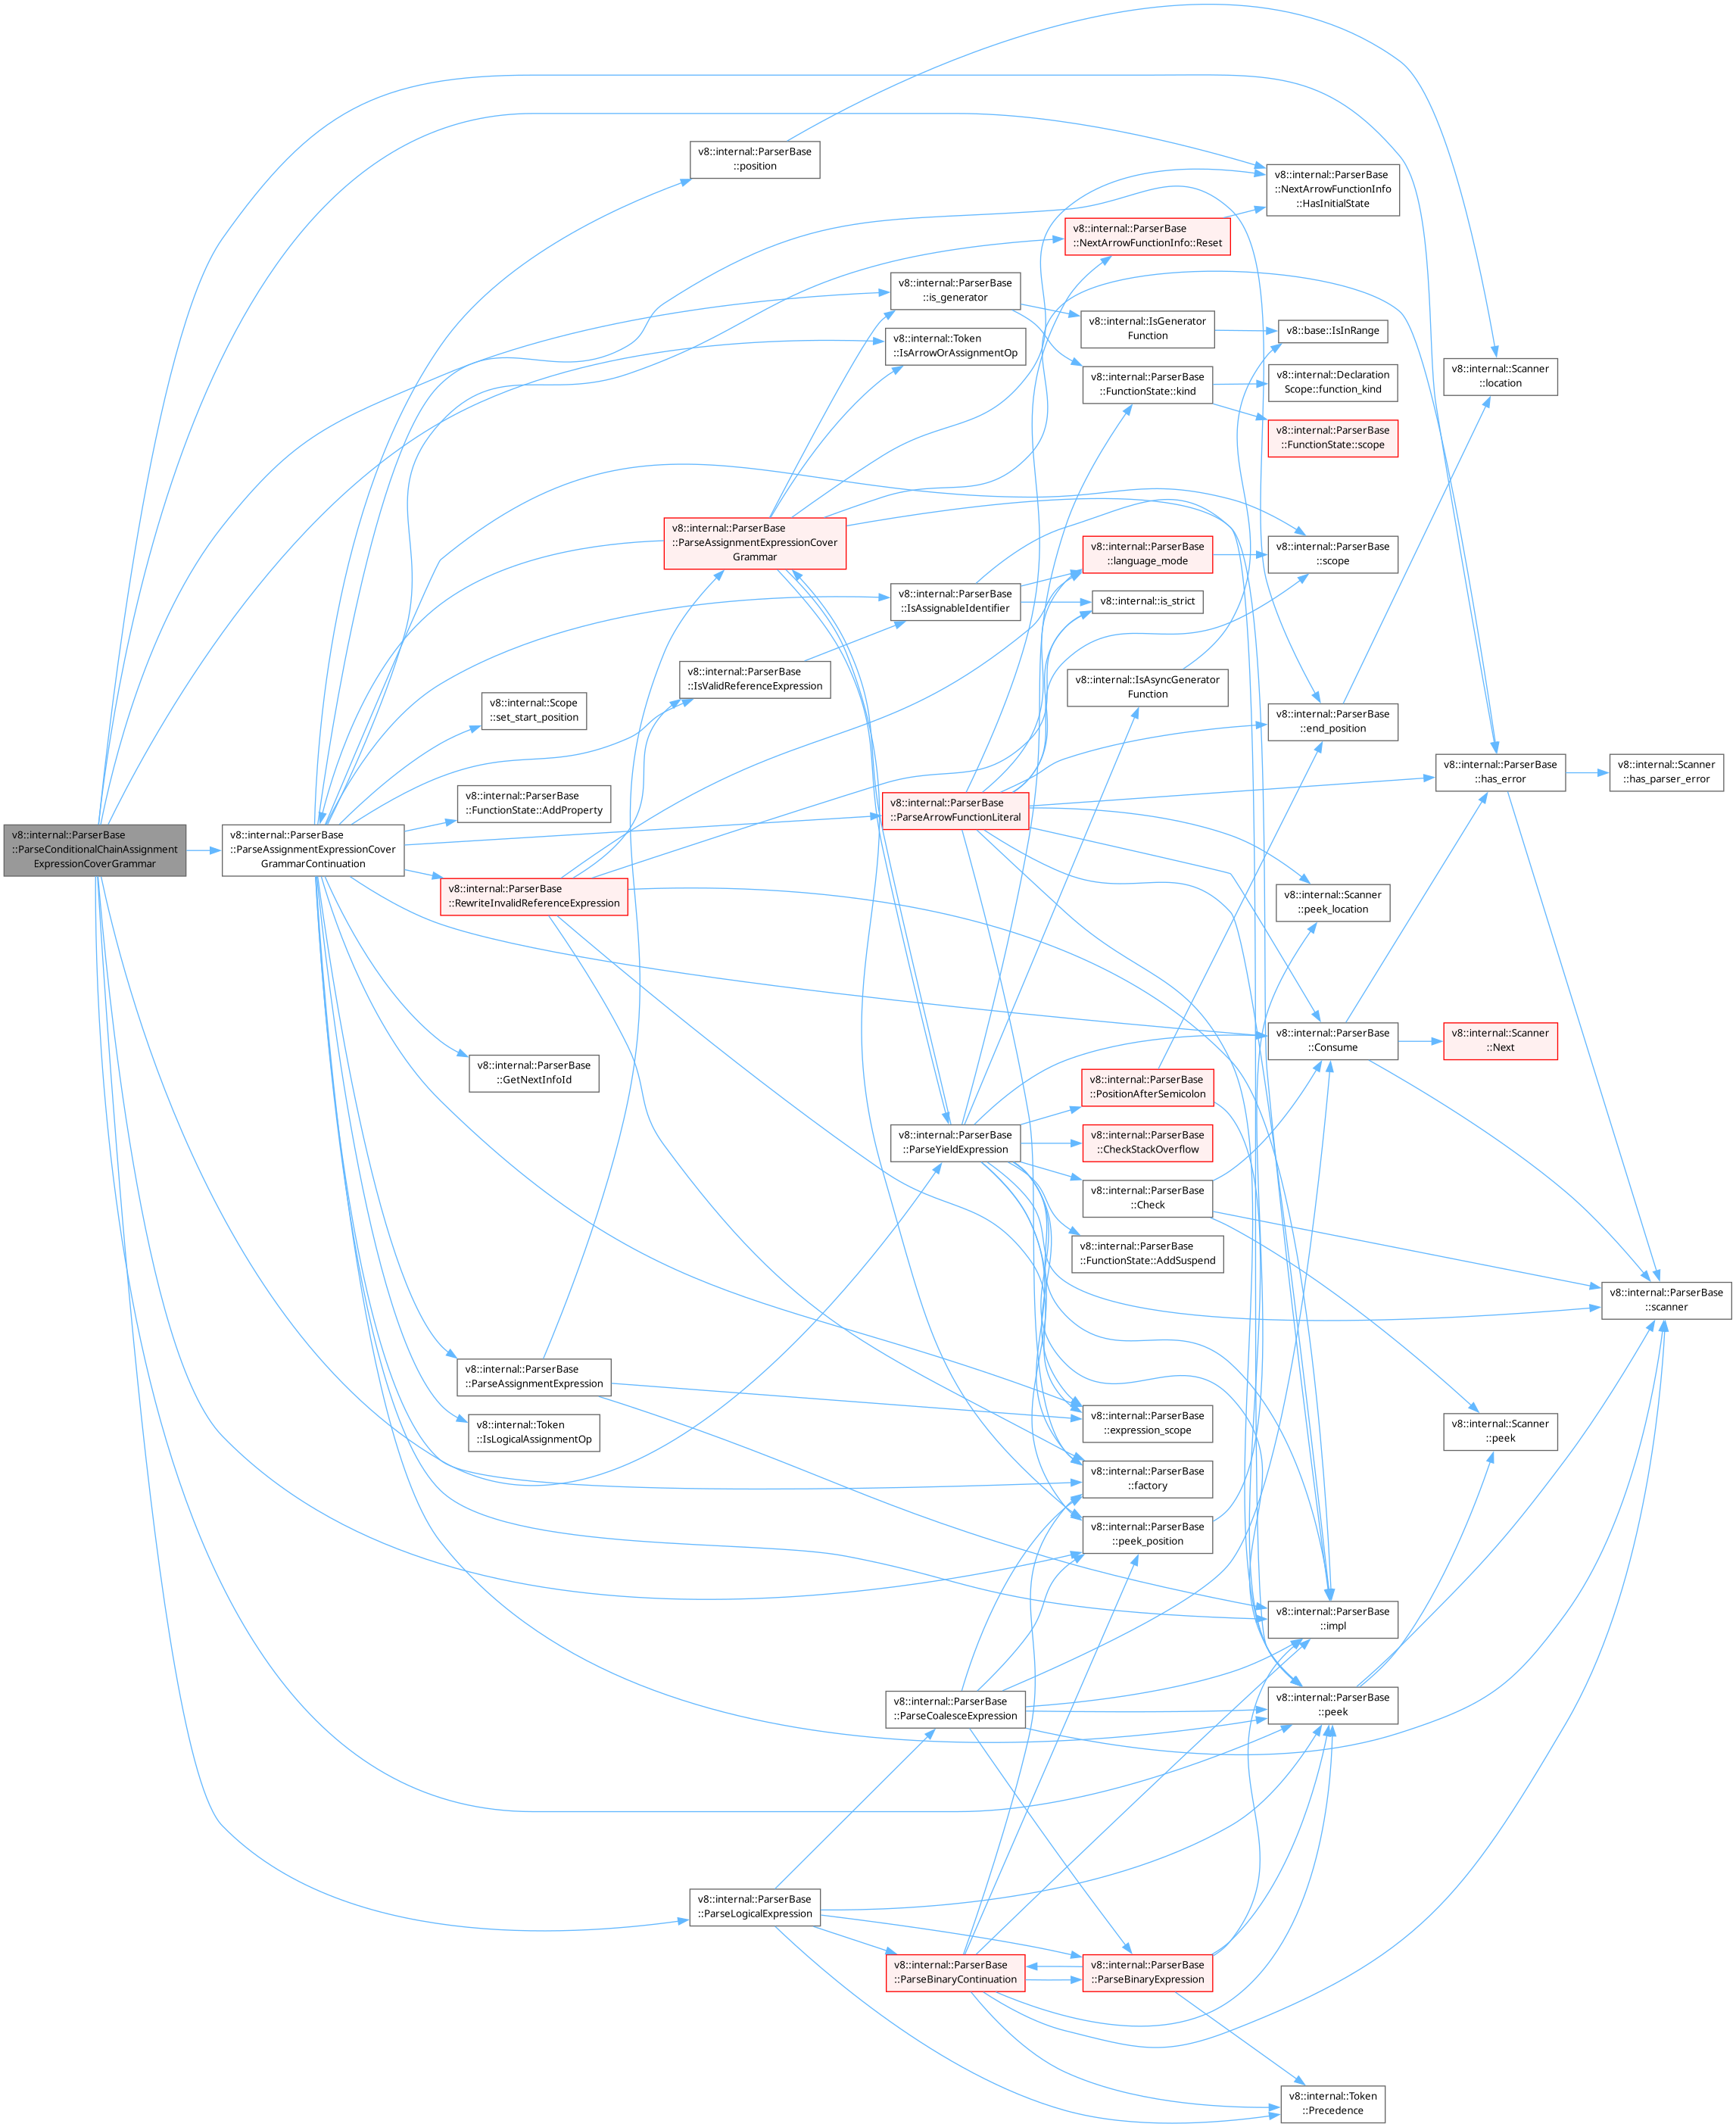 v8::internal::ParserBase
::ParseConditionalChainAssignment
ExpressionCoverGrammar
v8::internal::ParserBase
::ParseAssignmentExpressionCover
GrammarContinuation
v8::internal::ParserBase
::position
v8::internal::ParserBase
::ParseAssignmentExpressionCover
Grammar
v8::internal::Scope
::set_start_position
v8::internal::ParserBase
::IsValidReferenceExpression
v8::internal::ParserBase
::FunctionState::AddProperty
v8::internal::ParserBase
::RewriteInvalidReferenceExpression
v8::internal::ParserBase
::GetNextInfoId
v8::internal::ParserBase
::ParseAssignmentExpression
v8::internal::Token
::IsLogicalAssignmentOp
v8::internal::ParserBase
::ParseLogicalExpression
v8::internal::ParserBase
::is_generator
v8::internal::Token
::IsArrowOrAssignmentOp
v8::internal::ParserBase
::IsAssignableIdentifier
v8::internal::ParserBase
::ParseArrowFunctionLiteral
v8::internal::ParserBase
::ParseYieldExpression
v8::internal::ParserBase
::ParseCoalesceExpression
v8::internal::ParserBase
::ParseBinaryContinuation
v8::internal::ParserBase
::NextArrowFunctionInfo::Reset
v8::internal::IsGenerator
Function
v8::internal::ParserBase
::FunctionState::kind
v8::internal::ParserBase
::language_mode
v8::internal::is_strict
v8::internal::IsAsyncGenerator
Function
v8::internal::ParserBase
::PositionAfterSemicolon
v8::internal::ParserBase
::CheckStackOverflow
v8::internal::ParserBase
::Check
v8::internal::ParserBase
::FunctionState::AddSuspend
v8::internal::ParserBase
::expression_scope
v8::internal::ParserBase
::factory
v8::internal::ParserBase
::peek_position
v8::internal::ParserBase
::ParseBinaryExpression
v8::internal::ParserBase
::NextArrowFunctionInfo
::HasInitialState
v8::base::IsInRange
v8::internal::Declaration
Scope::function_kind
v8::internal::ParserBase
::FunctionState::scope
v8::internal::ParserBase
::scope
v8::internal::ParserBase
::end_position
v8::internal::Scanner
::peek_location
v8::internal::ParserBase
::Consume
v8::internal::ParserBase
::impl
v8::internal::ParserBase
::peek
v8::internal::Token
::Precedence
v8::internal::Scanner
::location
v8::internal::ParserBase
::has_error
v8::internal::Scanner
::Next
v8::internal::Scanner
::peek
v8::internal::Scanner
::has_parser_error
v8::internal::ParserBase
::scanner